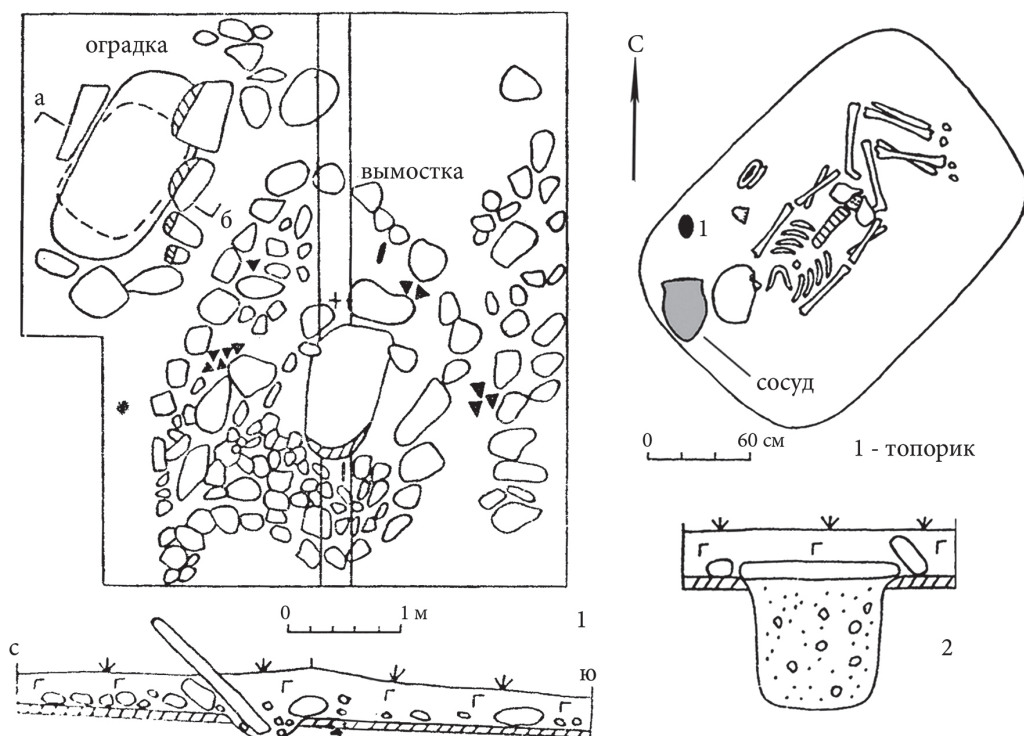 оградка
а
б
вымостка
0 1 м
1
с
ю
С
1
сосуд
0 60 см
1 - топорик
Г Г Г
2
Г Г Г Г Г Г